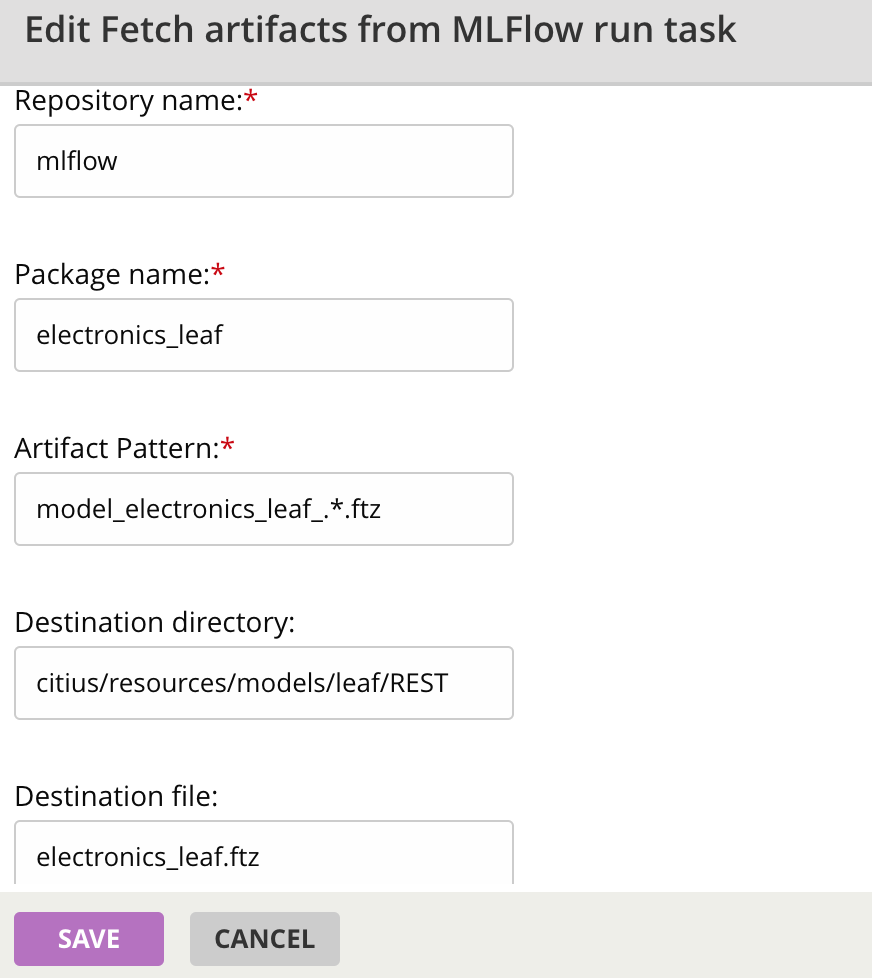 Edit Fetch artifacts from MLFlow run task
Repository name:*
mlflow
Package name:*
electronics_leaf
Artifact Pattern:*
model_electronics_leaf_.*.ftz
Destination directory:
citius/resources/models/leaf/REST
Destination file:
electronics_leaf.ftz
SAVE CANCEL